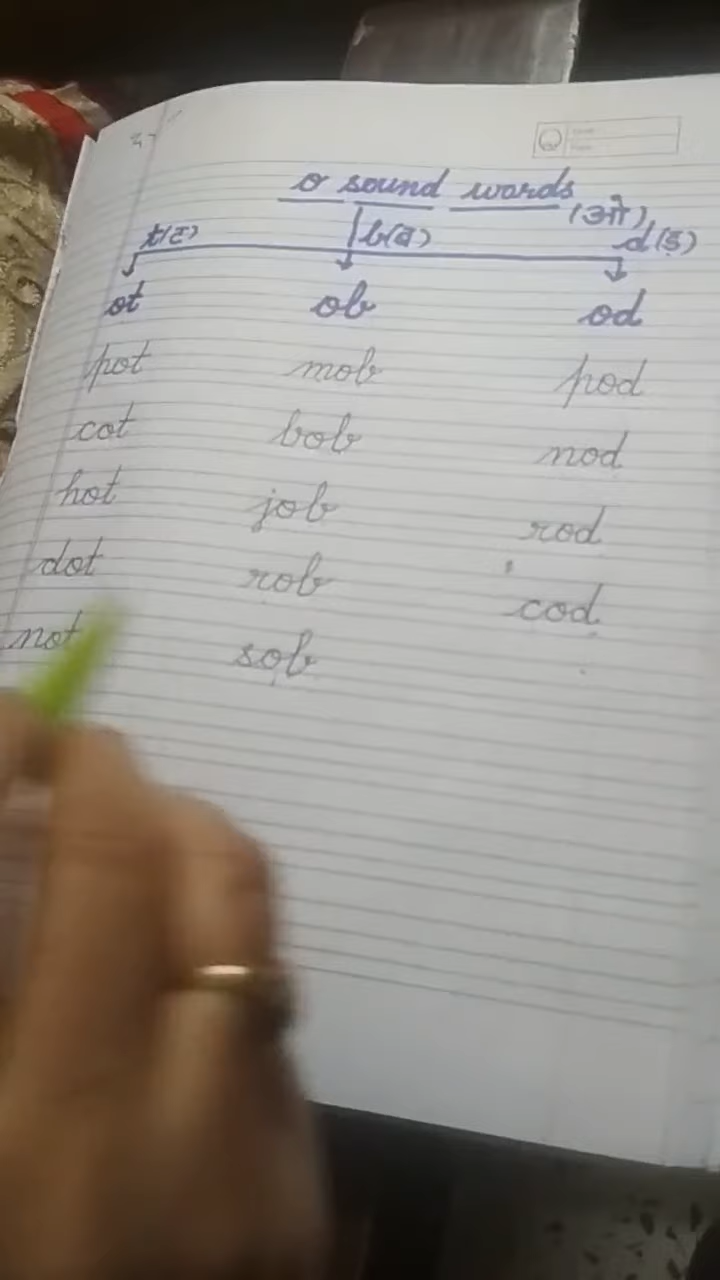 o sound words
(ऑ)
t(ट) b(ब) d(ड)
ot ob od
pot mob pod
cot bob nod
hot job rod
dot rob cod
not sob